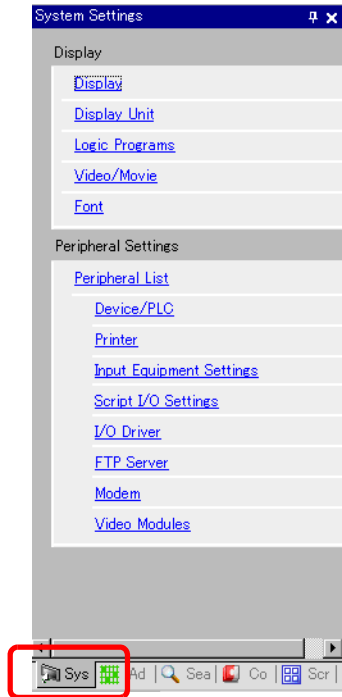 System Settings
Display
Display
Display Unit
Logic Programs
Video/Movie
Font
Peripheral Settings
Peripheral List
Device/PLC
Printer
Input Equipment Settings
Script I/O Settings
I/O Driver
FTP Server
Modem
Video Modules
Sys Ad Sea Co Scr